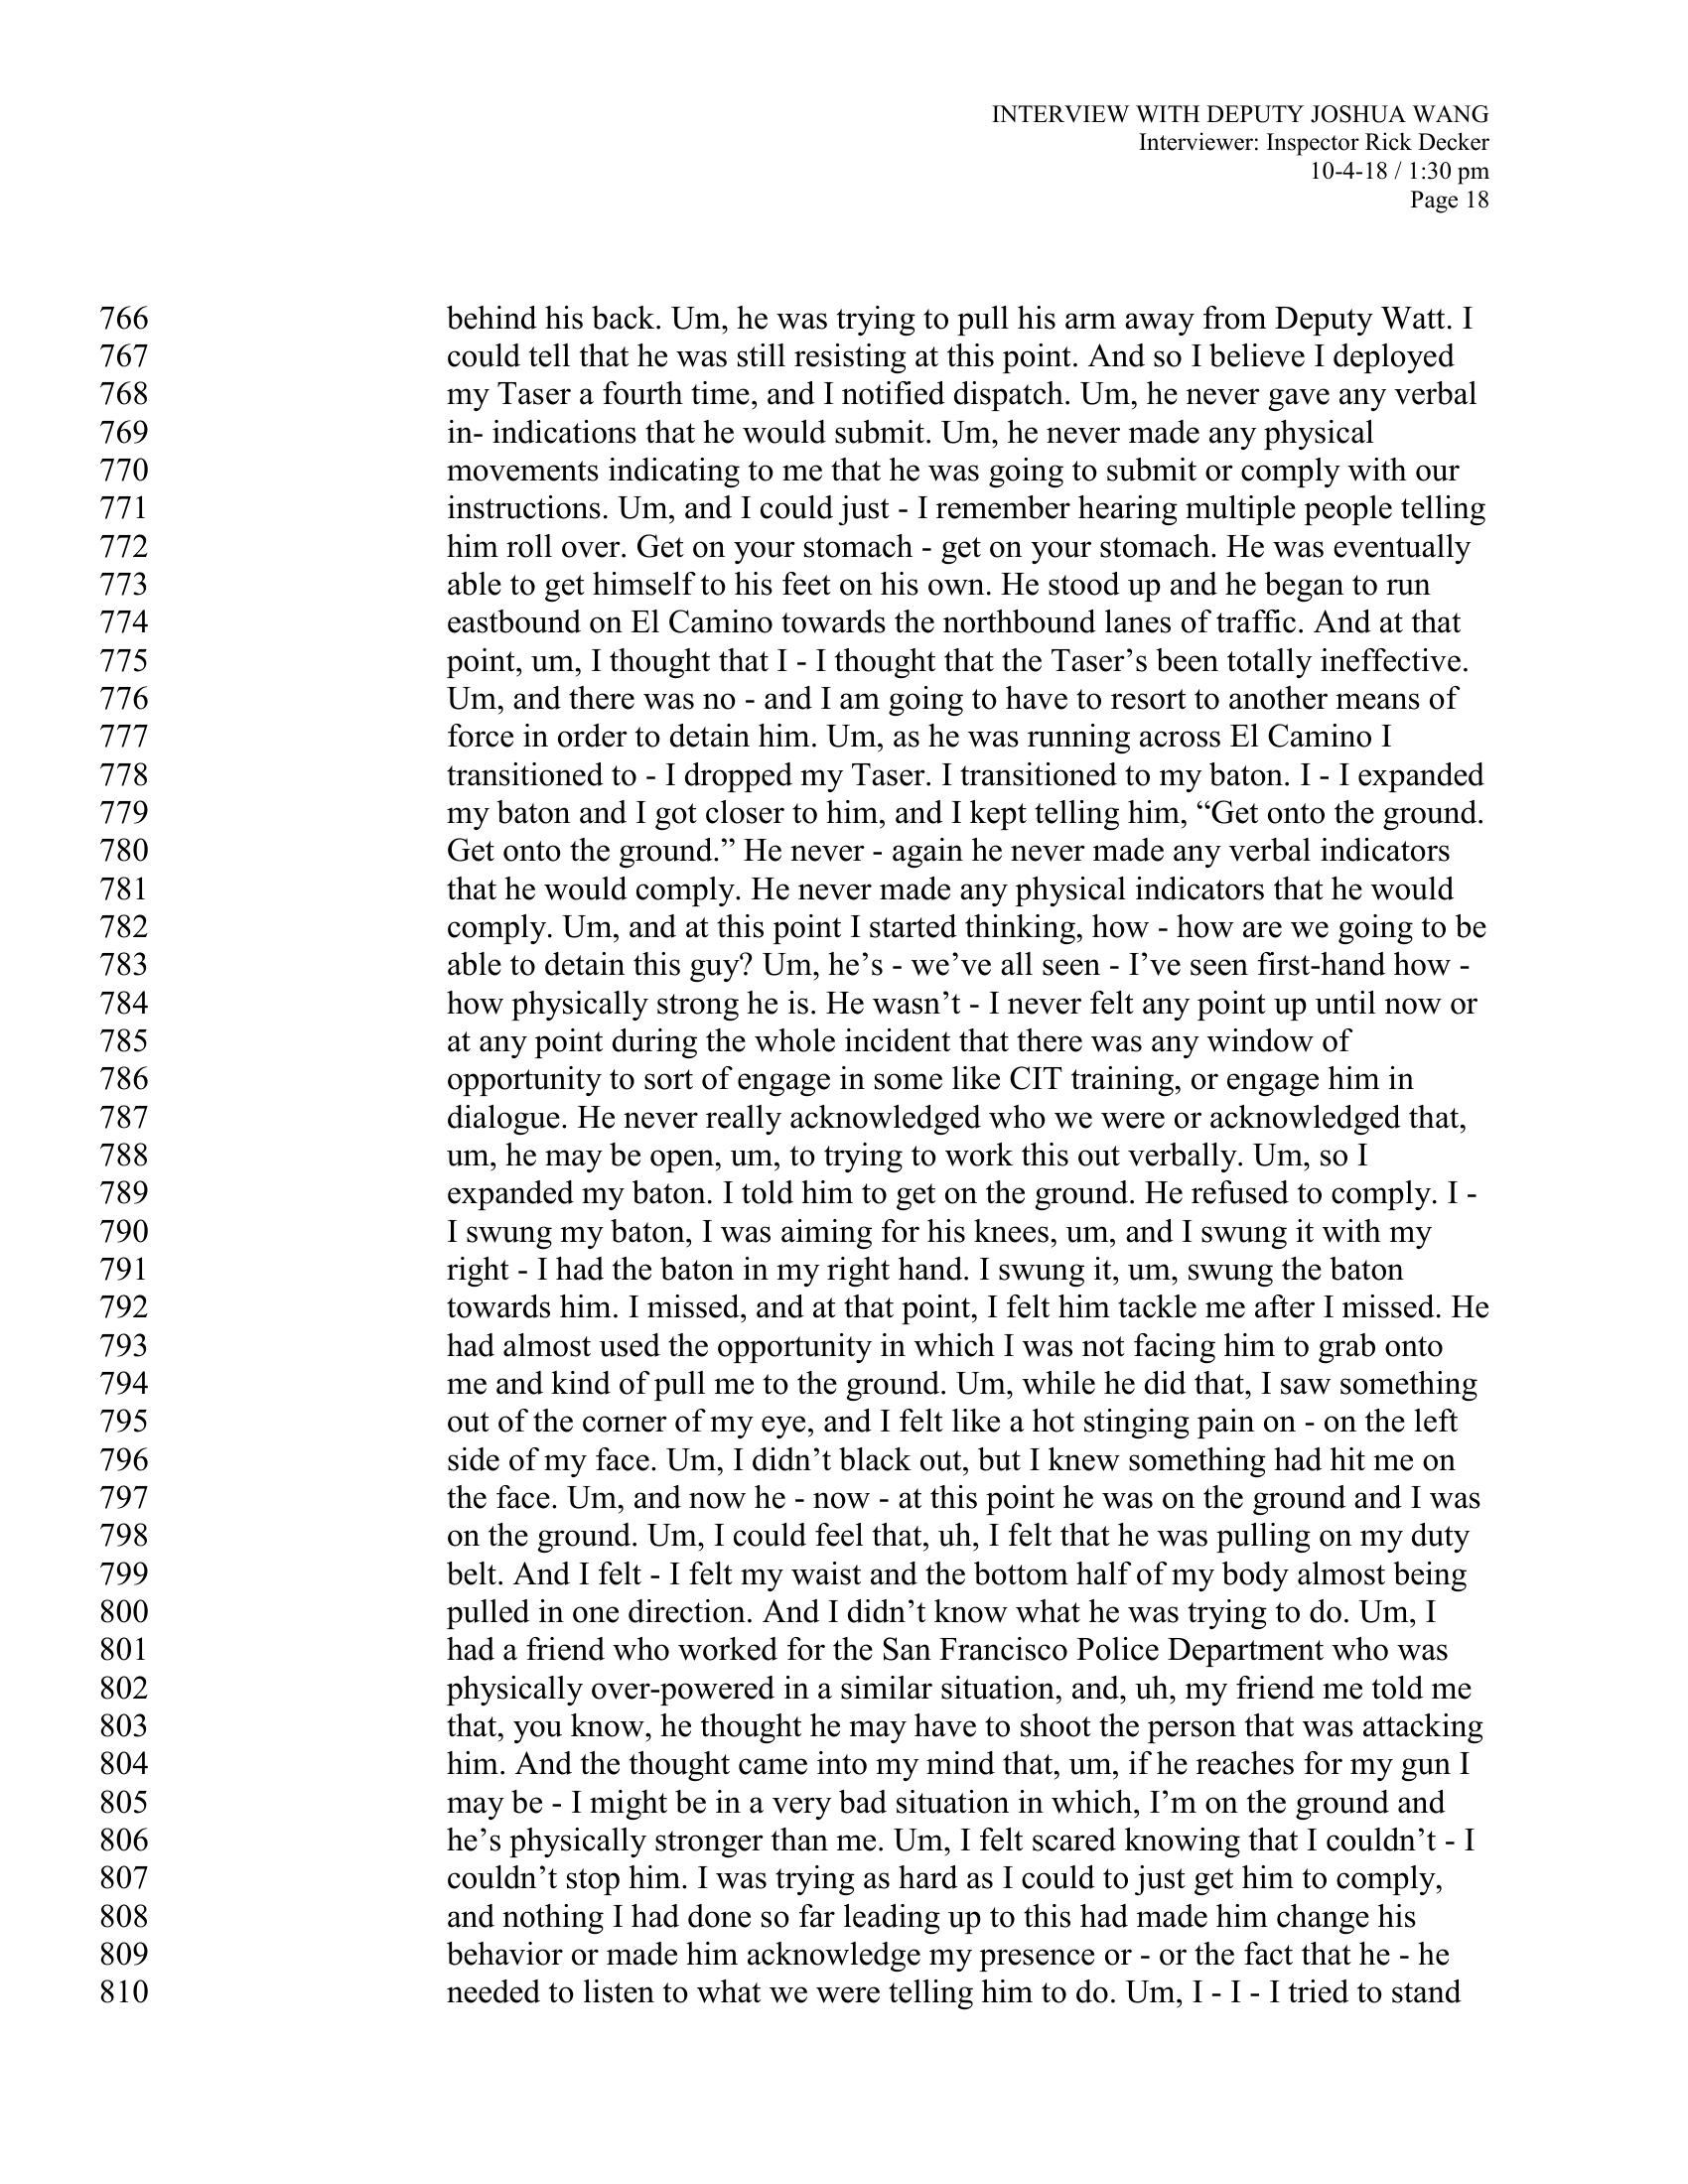 INTERVIEW WITH DEPUTY JOSHUA WANG
Interviewer: Inspector Rick Decker
10-4-18 / 1:30 pm
Page 18
766 behind his back. Um, he was trying to pull his arm away from Deputy Watt. I
767 could tell that he was still resisting at this point. And so I believe I deployed
768 my Taser a fourth time, and I notified dispatch. Um, he never gave any verbal
769 in- indications that he would submit. Um, he never made any physical
770 movements indicating to me that he was going to submit or comply with our
771 instructions. Um, and I could just - I remember hearing multiple people telling
772 him roll over. Get on your stomach - get on your stomach. He was eventually
773 able to get himself to his feet on his own. He stood up and he began to run
774 eastbound on El Camino towards the northbound lanes of traffic. And at that
775 point, um, I thought that I - I thought that the Taser’s been totally ineffective.
776 Um, and there was no - and I am going to have to resort to another means of
777 force in order to detain him. Um, as he was running across El Camino I
778 transitioned to - I dropped my Taser. I transitioned to my baton. I - I expanded
779 my baton and I got closer to him, and I kept telling him, “Get onto the ground.
780 Get onto the ground.” He never - again he never made any verbal indicators
781 that he would comply. He never made any physical indicators that he would
782 comply. Um, and at this point I started thinking, how - how are we going to be
783 able to detain this guy? Um, he’s - we’ve all seen - I’ve seen first-hand how -
784 how physically strong he is. He wasn’t - I never felt any point up until now or
785 at any point during the whole incident that there was any window of
786 opportunity to sort of engage in some like CIT training, or engage him in
787 dialogue. He never really acknowledged who we were or acknowledged that,
788 um, he may be open, um, to trying to work this out verbally. Um, so I
789 expanded my baton. I told him to get on the ground. He refused to comply. I -
790 I swung my baton, I was aiming for his knees, um, and I swung it with my
791 right - I had the baton in my right hand. I swung it, um, swung the baton
792 towards him. I missed, and at that point, I felt him tackle me after I missed. He
793 had almost used the opportunity in which I was not facing him to grab onto
794 me and kind of pull me to the ground. Um, while he did that, I saw something
795 out of the corner of my eye, and I felt like a hot stinging pain on - on the left
796 side of my face. Um, I didn’t black out, but I knew something had hit me on
797 the face. Um, and now he - now - at this point he was on the ground and I was
798 on the ground. Um, I could feel that, uh, I felt that he was pulling on my duty
799 belt. And I felt - I felt my waist and the bottom half of my body almost being
800 pulled in one direction. And I didn’t know what he was trying to do. Um, I
801 had a friend who worked for the San Francisco Police Department who was
802 physically over-powered in a similar situation, and, uh, my friend me told me
803 that, you know, he thought he may have to shoot the person that was attacking
804 him. And the thought came into my mind that, um, if he reaches for my gun I
805 may be - I might be in a very bad situation in which, I’m on the ground and
806 he’s physically stronger than me. Um, I felt scared knowing that I couldn’t - I
807 couldn’t stop him. I was trying as hard as I could to just get him to comply,
808 and nothing I had done so far leading up to this had made him change his
809 behavior or made him acknowledge my presence or - or the fact that he - he
810 needed to listen to what we were telling him to do. Um, I - I - I tried to stand